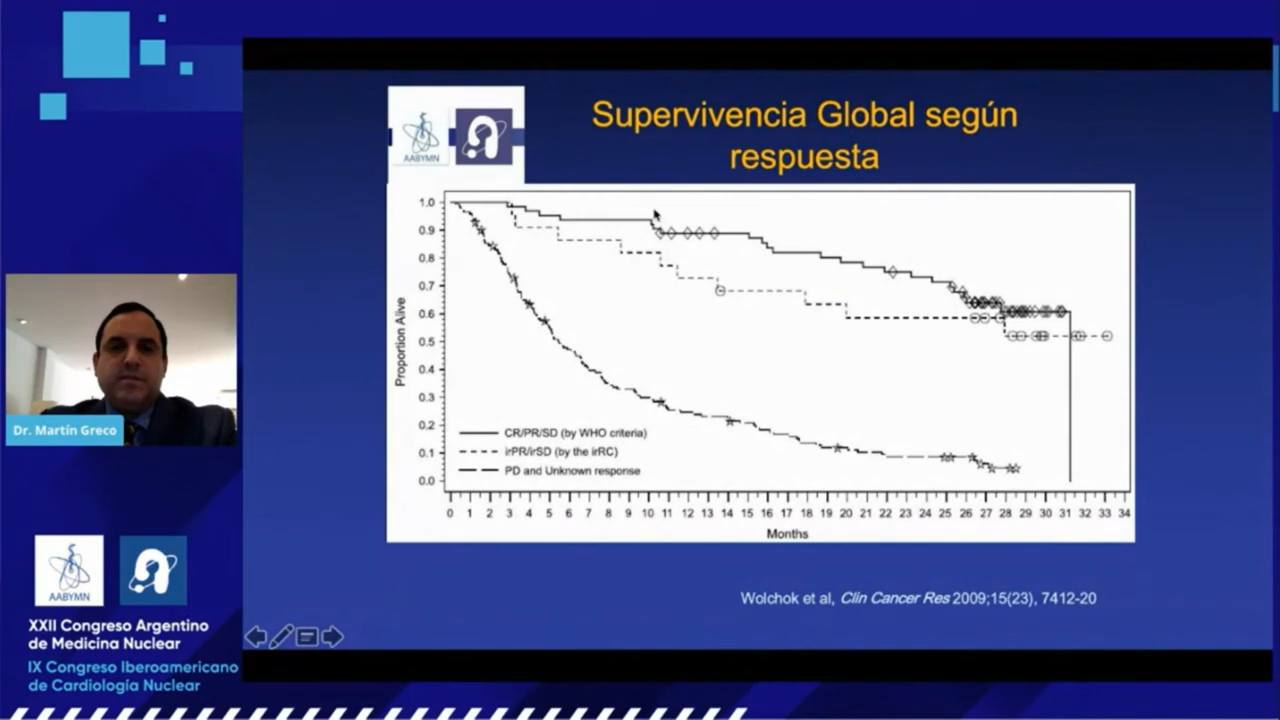 Supervivencia Global según
respuesta
AABYMN
1.0
0.9
0.8
0.7
0.6
0.5
0.4
0.3
0.2
0.1
0.0
Proportion Alive
CR/PR/SD (by WHO criteria)
irPR/irSD (by the irRC)
PD and Unknown response
0 1 2 3 4 5 6 7 8 9 10 11 12 13 14 15 16 17 18 19 20 21 22 23 24 25 26 27 28 29 30 31 32 33 34
Months
Wolchok et al, Clin Cancer Res 2009;15(23), 7412-20
Dr. Martín Greco
AABYMN
XXII Congreso Argentino
de Medicina Nuclear
IX Congreso Iberoamericano
de Cardiología Nuclear